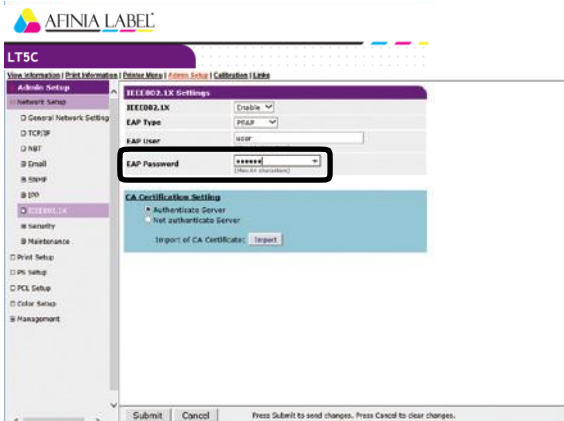 AFINIA LABEL
LT5C
View Information | Print Information | Printer Menu | Admin Setup | Calibration | Links
Admin Setup
Network Setup
General Network Setting
TCP/IP
NBT
Email
SNMP
IPP
IEEE802.1X
Security
Maintenance
Print Setup
PS Setup
PCL Setup
Color Setup
Management
IEEE802.1X Settings
IEEE802.1X
Enable
EAP Type
PEAP
EAP User
user
EAP Password
••••••
(Max.64 characters)
CA Certification Setting
Authenticate Server
Not authenticate Server
Import of CA Certificate:
Import
Submit
Cancel
Press Submit to send changes. Press Cancel to clear changes.